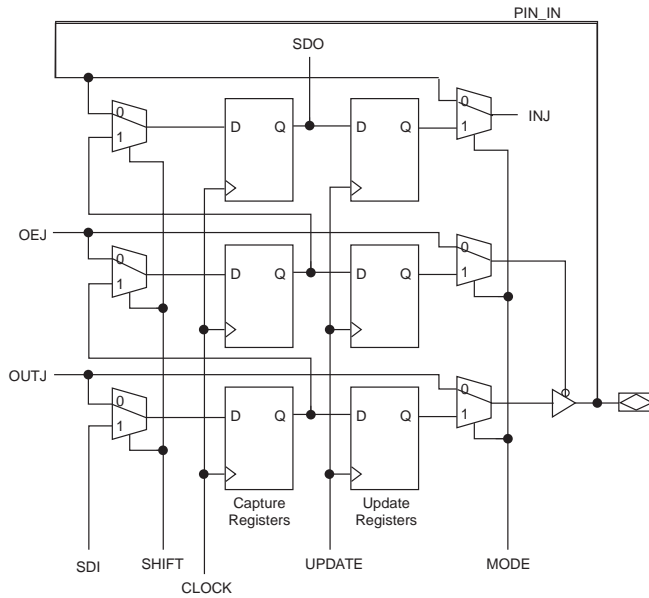 PIN_IN
SDO
0
1
D Q
D Q
0
1
INJ
OEJ
0
1
D Q
D Q
0
1
OUTJ
0
1
D Q
D Q
0
1
Capture
Registers
Update
Registers
SDI
SHIFT
CLOCK
UPDATE
MODE